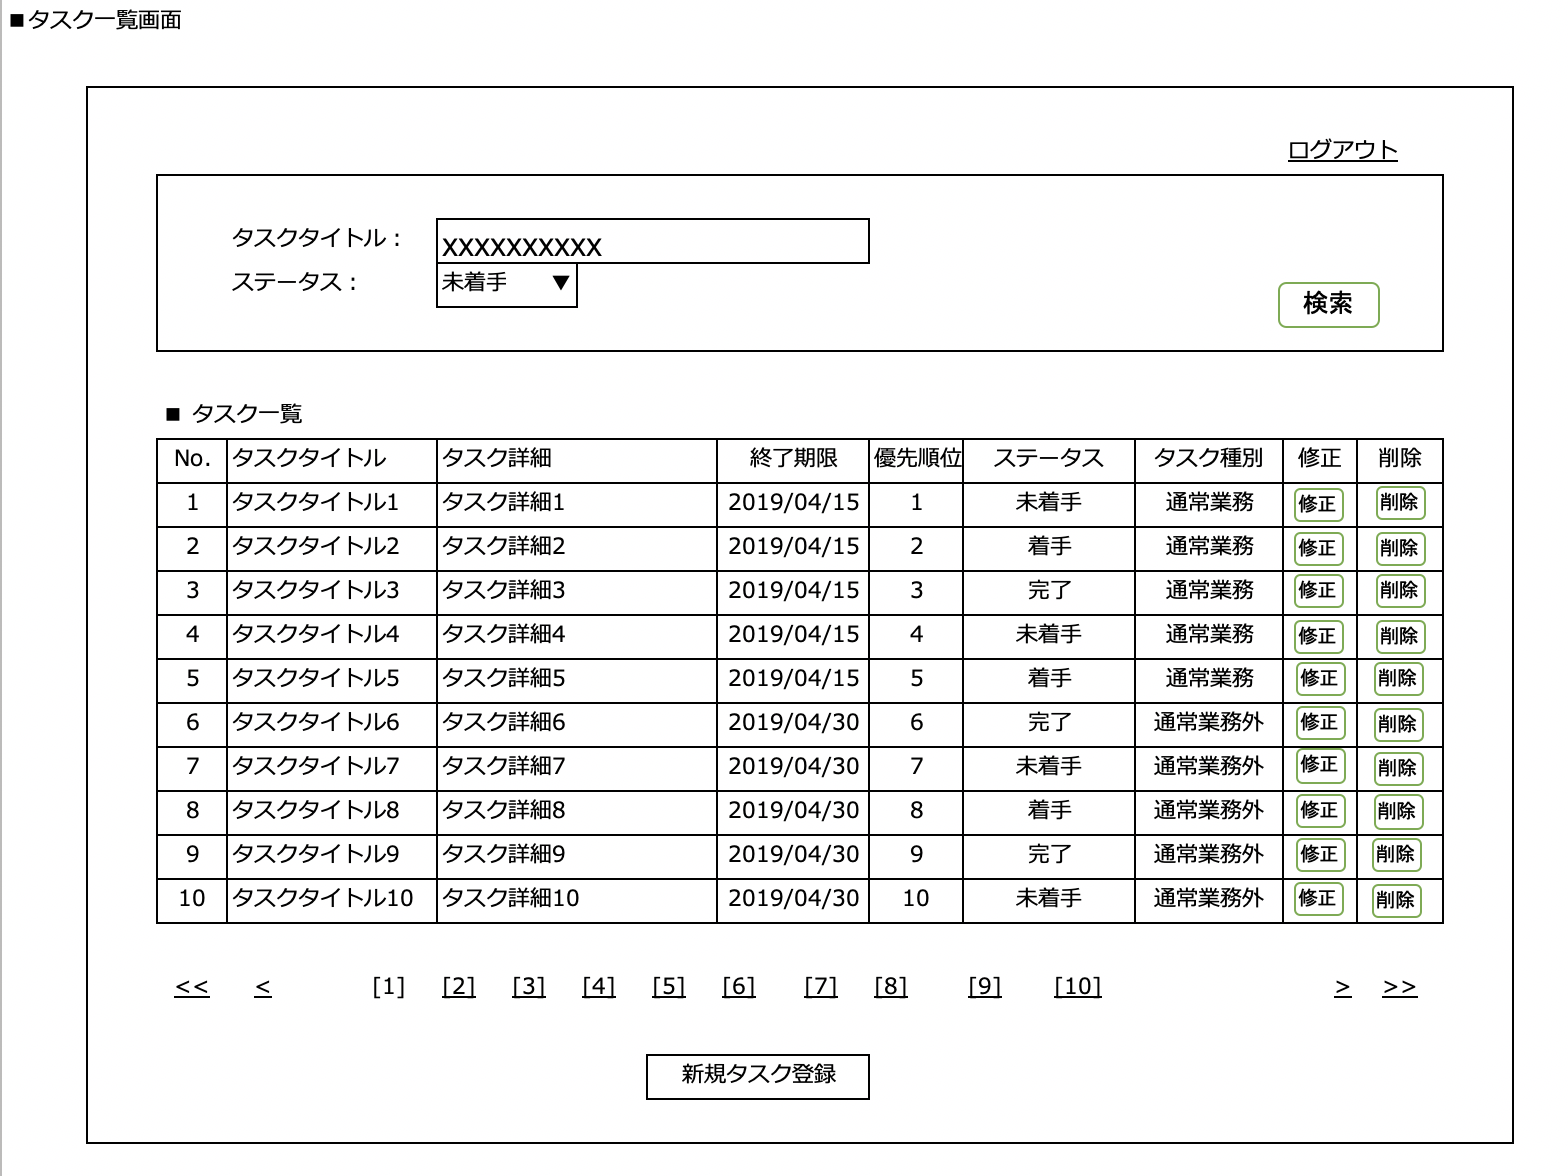 ■タスク一覧画面
ログアウト
タスクタイトル： xxxxxxxxxx
ステータス： 未着手 ▼
検索
■ タスク一覧
No. タスクタイトル タスク詳細 終了期限 優先順位 ステータス タスク種別 修正 削除
1 タスクタイトル1 タスク詳細1 2019/04/15 1 未着手 通常業務 修正 削除
2 タスクタイトル2 タスク詳細2 2019/04/15 2 着手 通常業務 修正 削除
3 タスクタイトル3 タスク詳細3 2019/04/15 3 完了 通常業務 修正 削除
4 タスクタイトル4 タスク詳細4 2019/04/15 4 未着手 通常業務 修正 削除
5 タスクタイトル5 タスク詳細5 2019/04/15 5 着手 通常業務 修正 削除
6 タスクタイトル6 タスク詳細6 2019/04/30 6 完了 通常業務外 修正 削除
7 タスクタイトル7 タスク詳細7 2019/04/30 7 未着手 通常業務外 修正 削除
8 タスクタイトル8 タスク詳細8 2019/04/30 8 着手 通常業務外 修正 削除
9 タスクタイトル9 タスク詳細9 2019/04/30 9 完了 通常業務外 修正 削除
10 タスクタイトル10 タスク詳細10 2019/04/30 10 未着手 通常業務外 修正 削除
<< < [1] [2] [3] [4] [5] [6] [7] [8] [9] [10] > >>
新規タスク登録